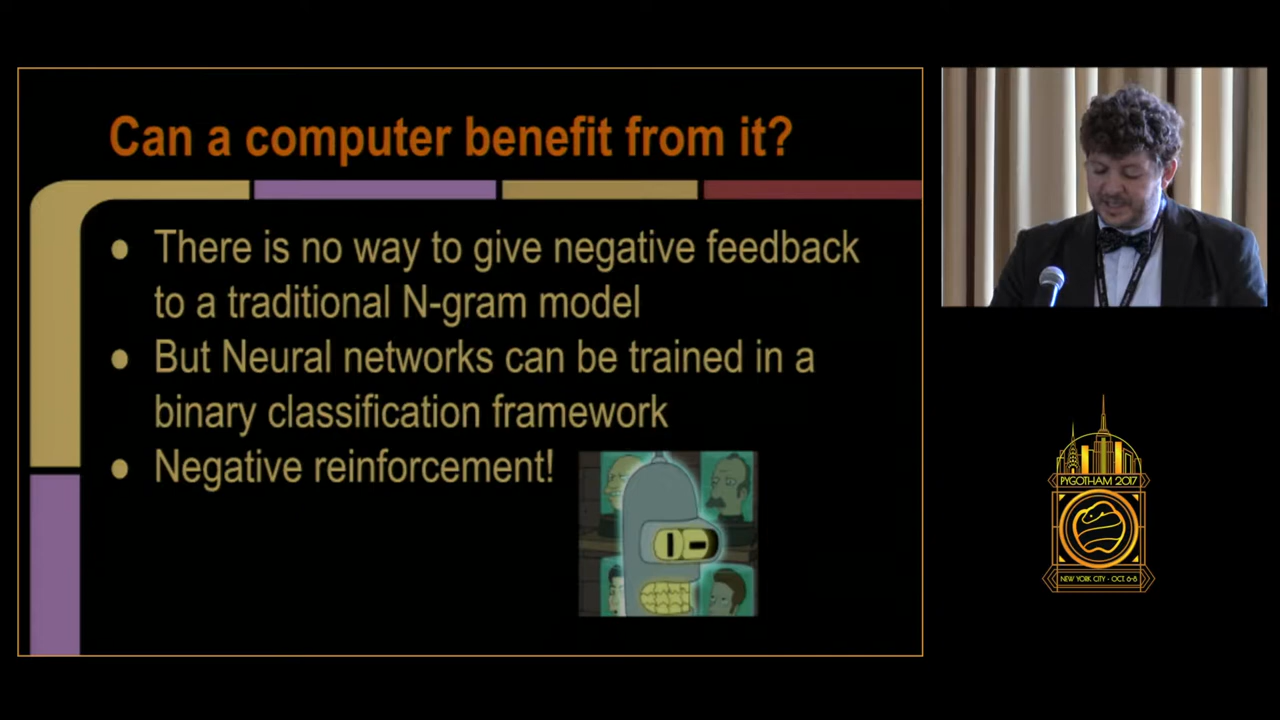 Can a computer benefit from it?
● There is no way to give negative feedback
to a traditional N-gram model
● But Neural networks can be trained in a
binary classification framework
● Negative reinforcement!
PYGOTHAM 2017
NEW YORK CITY - OCT. 6-8